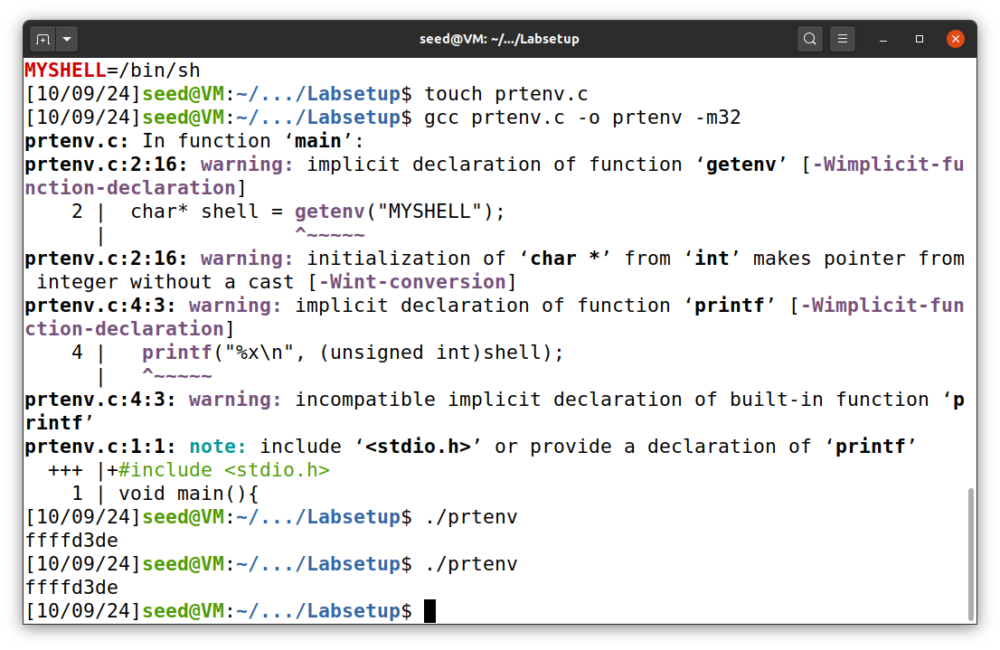 seed@VM: ~/.../Labsetup
MYSHELL=/bin/sh
[10/09/24]seed@VM:~/.../Labsetup$ touch prtenv.c
[10/09/24]seed@VM:~/.../Labsetup$ gcc prtenv.c -o prtenv -m32
prtenv.c: In function ‘main’:
prtenv.c:2:16: warning: implicit declaration of function ‘getenv’ [-Wimplicit-fu
nction-declaration]
    2 |  char* shell = getenv("MYSHELL");
      |                ^~~~~~
prtenv.c:2:16: warning: initialization of ‘char *’ from ‘int’ makes pointer from
 integer without a cast [-Wint-conversion]
prtenv.c:4:3: warning: implicit declaration of function ‘printf’ [-Wimplicit-fun
ction-declaration]
    4 |   printf("%x\n", (unsigned int)shell);
      |   ^~~~~~
prtenv.c:4:3: warning: incompatible implicit declaration of built-in function ‘p
rintf’
prtenv.c:1:1: note: include ‘<stdio.h>’ or provide a declaration of ‘printf’
  +++ |+#include <stdio.h>
    1 | void main(){
[10/09/24]seed@VM:~/.../Labsetup$ ./prtenv
ffffd3de
[10/09/24]seed@VM:~/.../Labsetup$ ./prtenv
ffffd3de
[10/09/24]seed@VM:~/.../Labsetup$